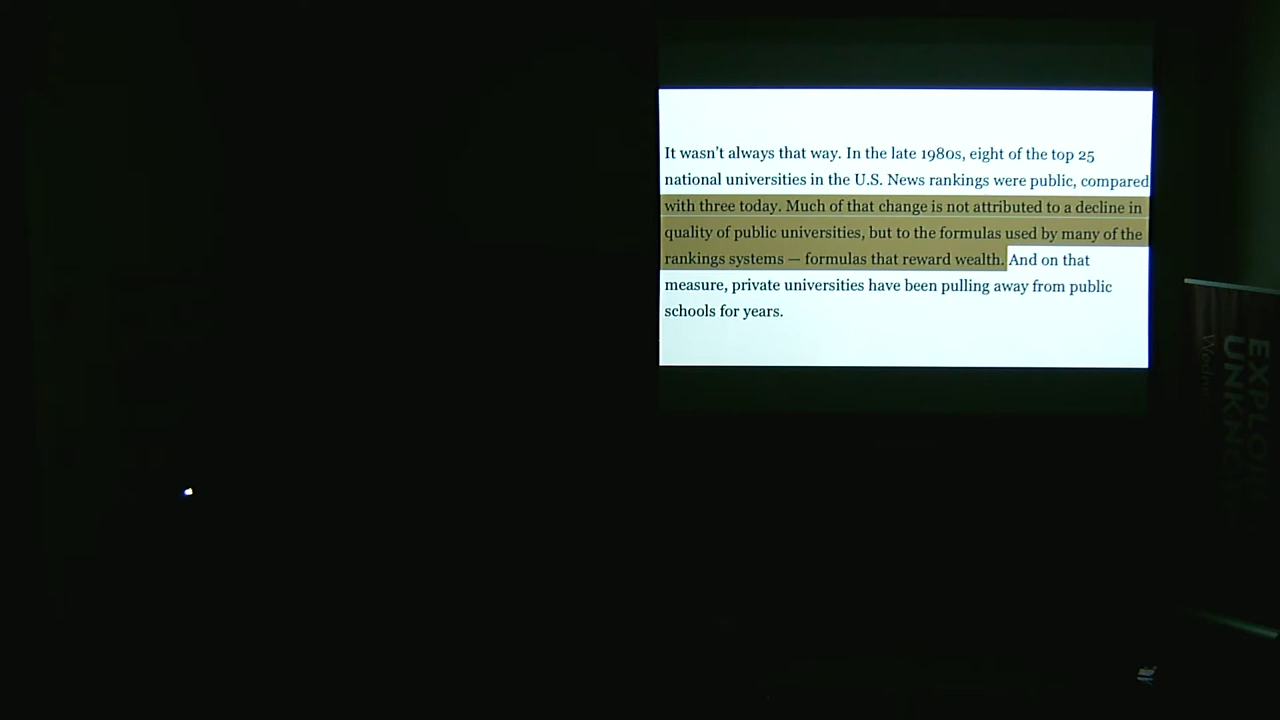 It wasn't always that way. In the late 1980s, eight of the top 25
national universities in the U.S. News rankings were public, compared
with three today. Much of that change is not attributed to a decline in
quality of public universities, but to the formulas used by many of the
rankings systems — formulas that reward wealth. And on that
measure, private universities have been pulling away from public
schools for years.